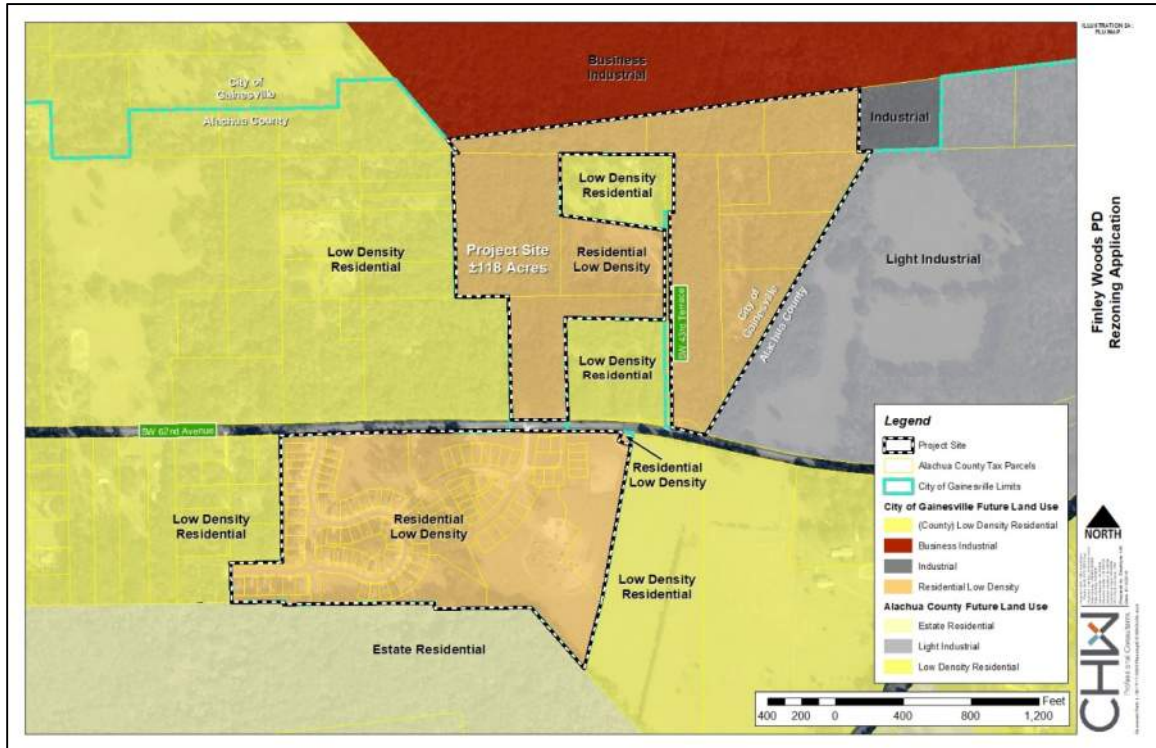 ILLUSTRATION 2A:
FLU MAP
Business
Industrial
City of
Gainesville
Alachua County
Industrial
Low Density
Residential
Low Density
Residential
Project Site
±118 Acres
Residential
Low Density
Light Industrial
City of
Gainesville
Alachua County
SW 43rd Terrace
Low Density
Residential
SW 62nd Avenue
Residential
Low Density
Low Density
Residential
Residential
Low Density
Low Density
Residential
Estate Residential
Legend
Project Site
Alachua County Tax Parcels
City of Gainesville Limits
City of Gainesville Future Land Use
(County) Low Density Residential
Business Industrial
Industrial
Residential Low Density
Alachua County Future Land Use
Estate Residential
Light Industrial
Low Density Residential
Feet
400 200 0 400 800 1,200
Finley Woods PD
Rezoning Application
NORTH
CHW
Professional Consultants